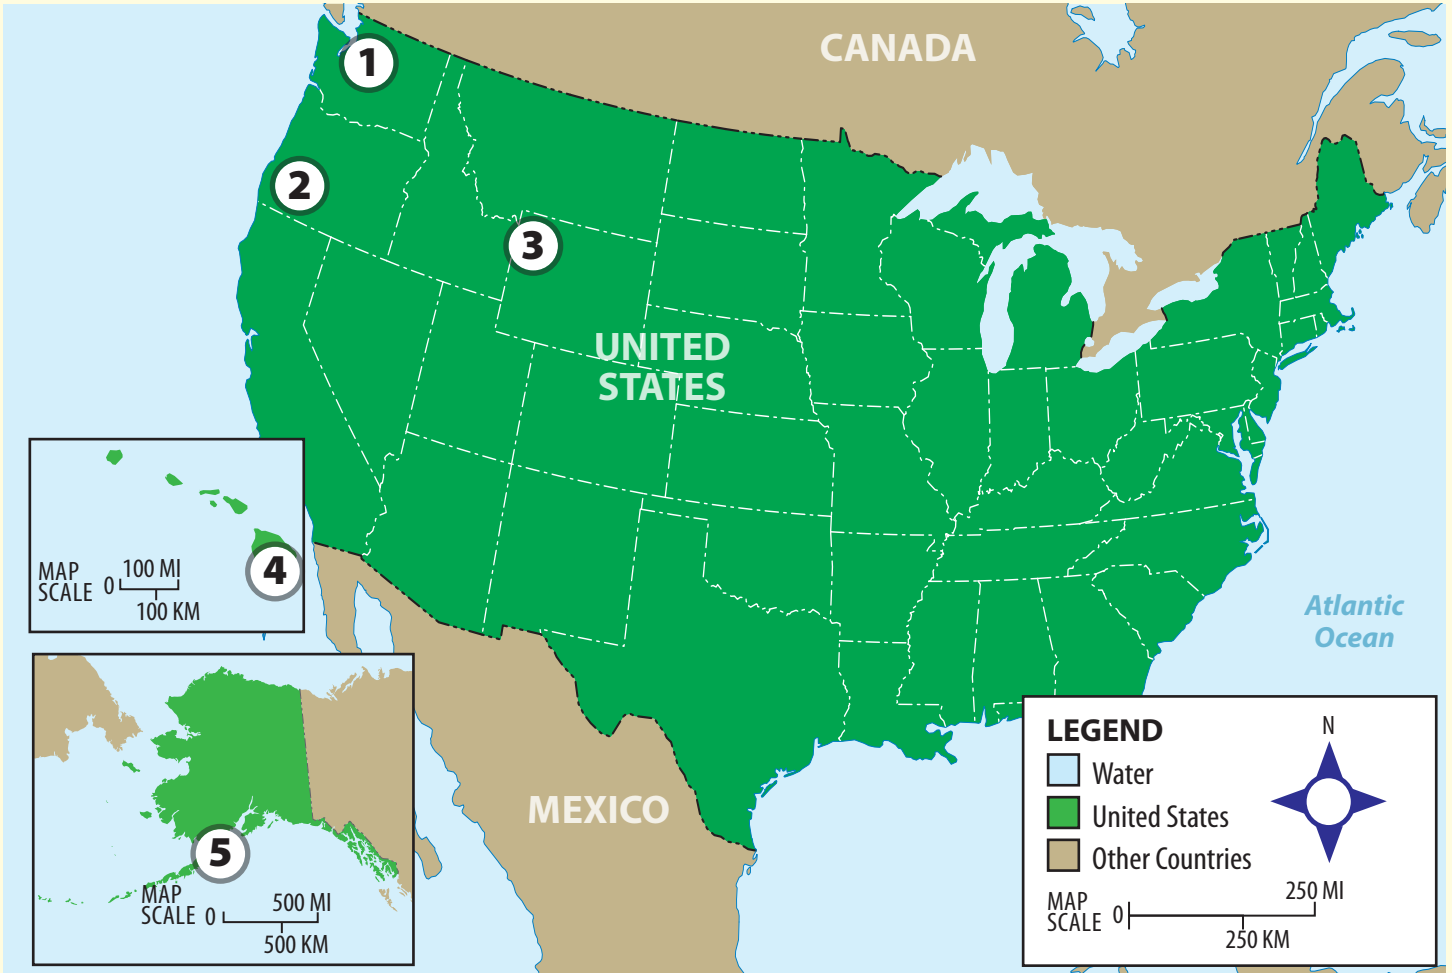 CANADA
1
2
3
UNITED
STATES
4
MAP
SCALE
0
100 MI
100 KM
Atlantic
Ocean
5
MAP
SCALE
0
500 MI
500 KM
MEXICO
LEGEND
N
Water
United States
Other Countries
MAP
SCALE
0
250 MI
250 KM